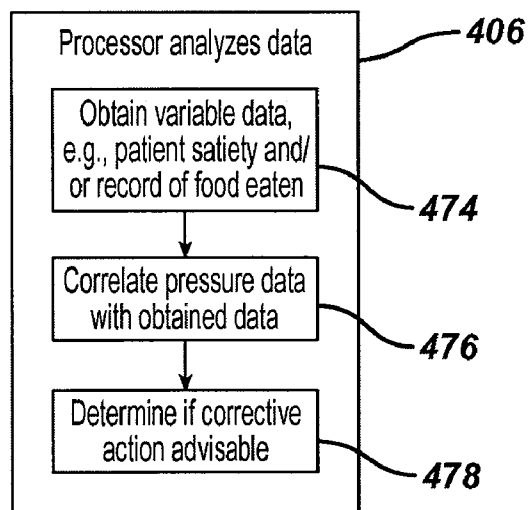 Processor analyzes data
406
Obtain variable data,
e.g., patient satiety and/
or record of food eaten
474
Correlate pressure data
with obtained data
476
Determine if corrective
action advisable
478